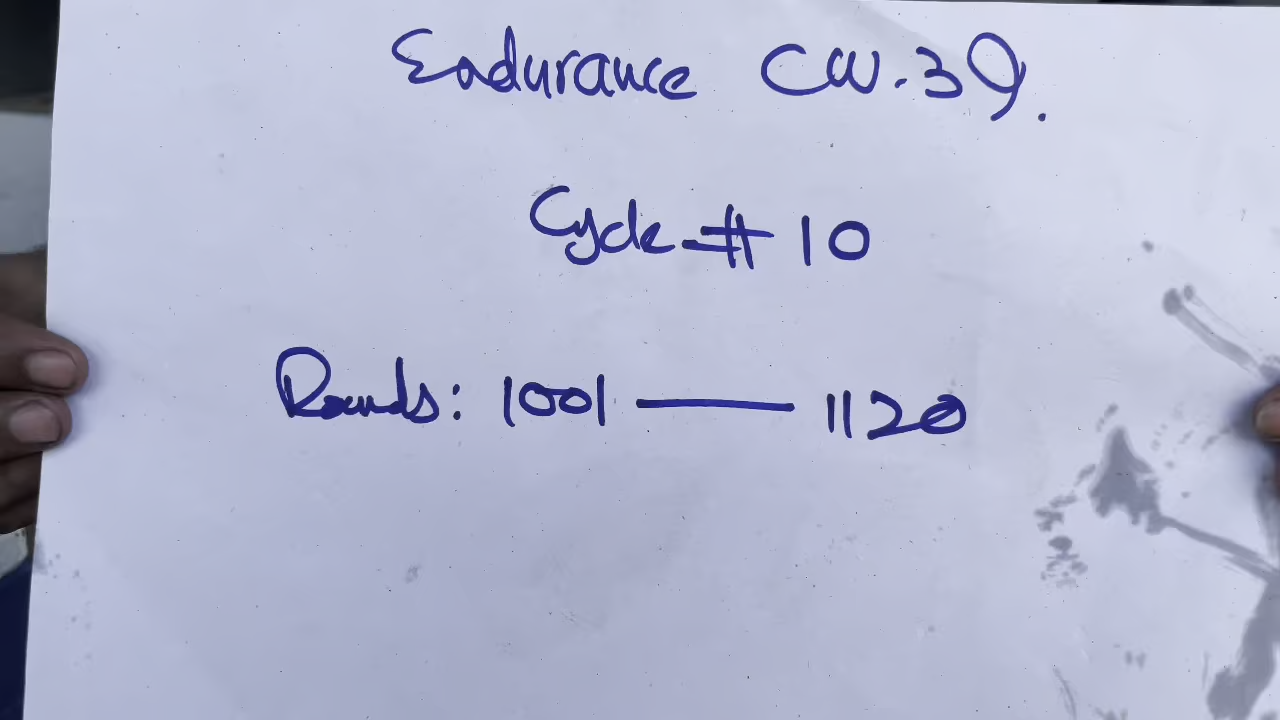 Endurance CW.39.
Cycle # 10
Rounds: 1001 — 1120